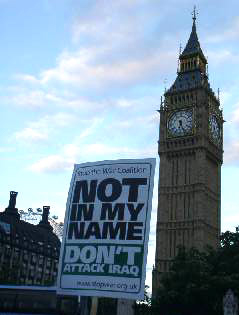 Stop the War Coalition
NOT
IN MY
NAME
DON'T
ATTACK IRAQ
www.stopwar.org.uk